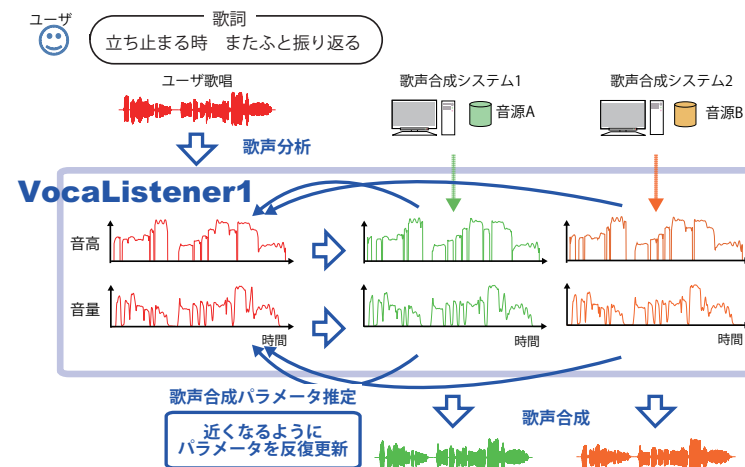 ユーザ
歌詞
立ち止まる時　またふと振り返る
ユーザ歌唱
歌声合成システム1
歌声合成システム2
音源A
音源B
歌声分析
VocaListener1
音高
音量
時間
時間
時間
歌声合成パラメータ推定
近くなるように
パラメータを反復更新
歌声合成